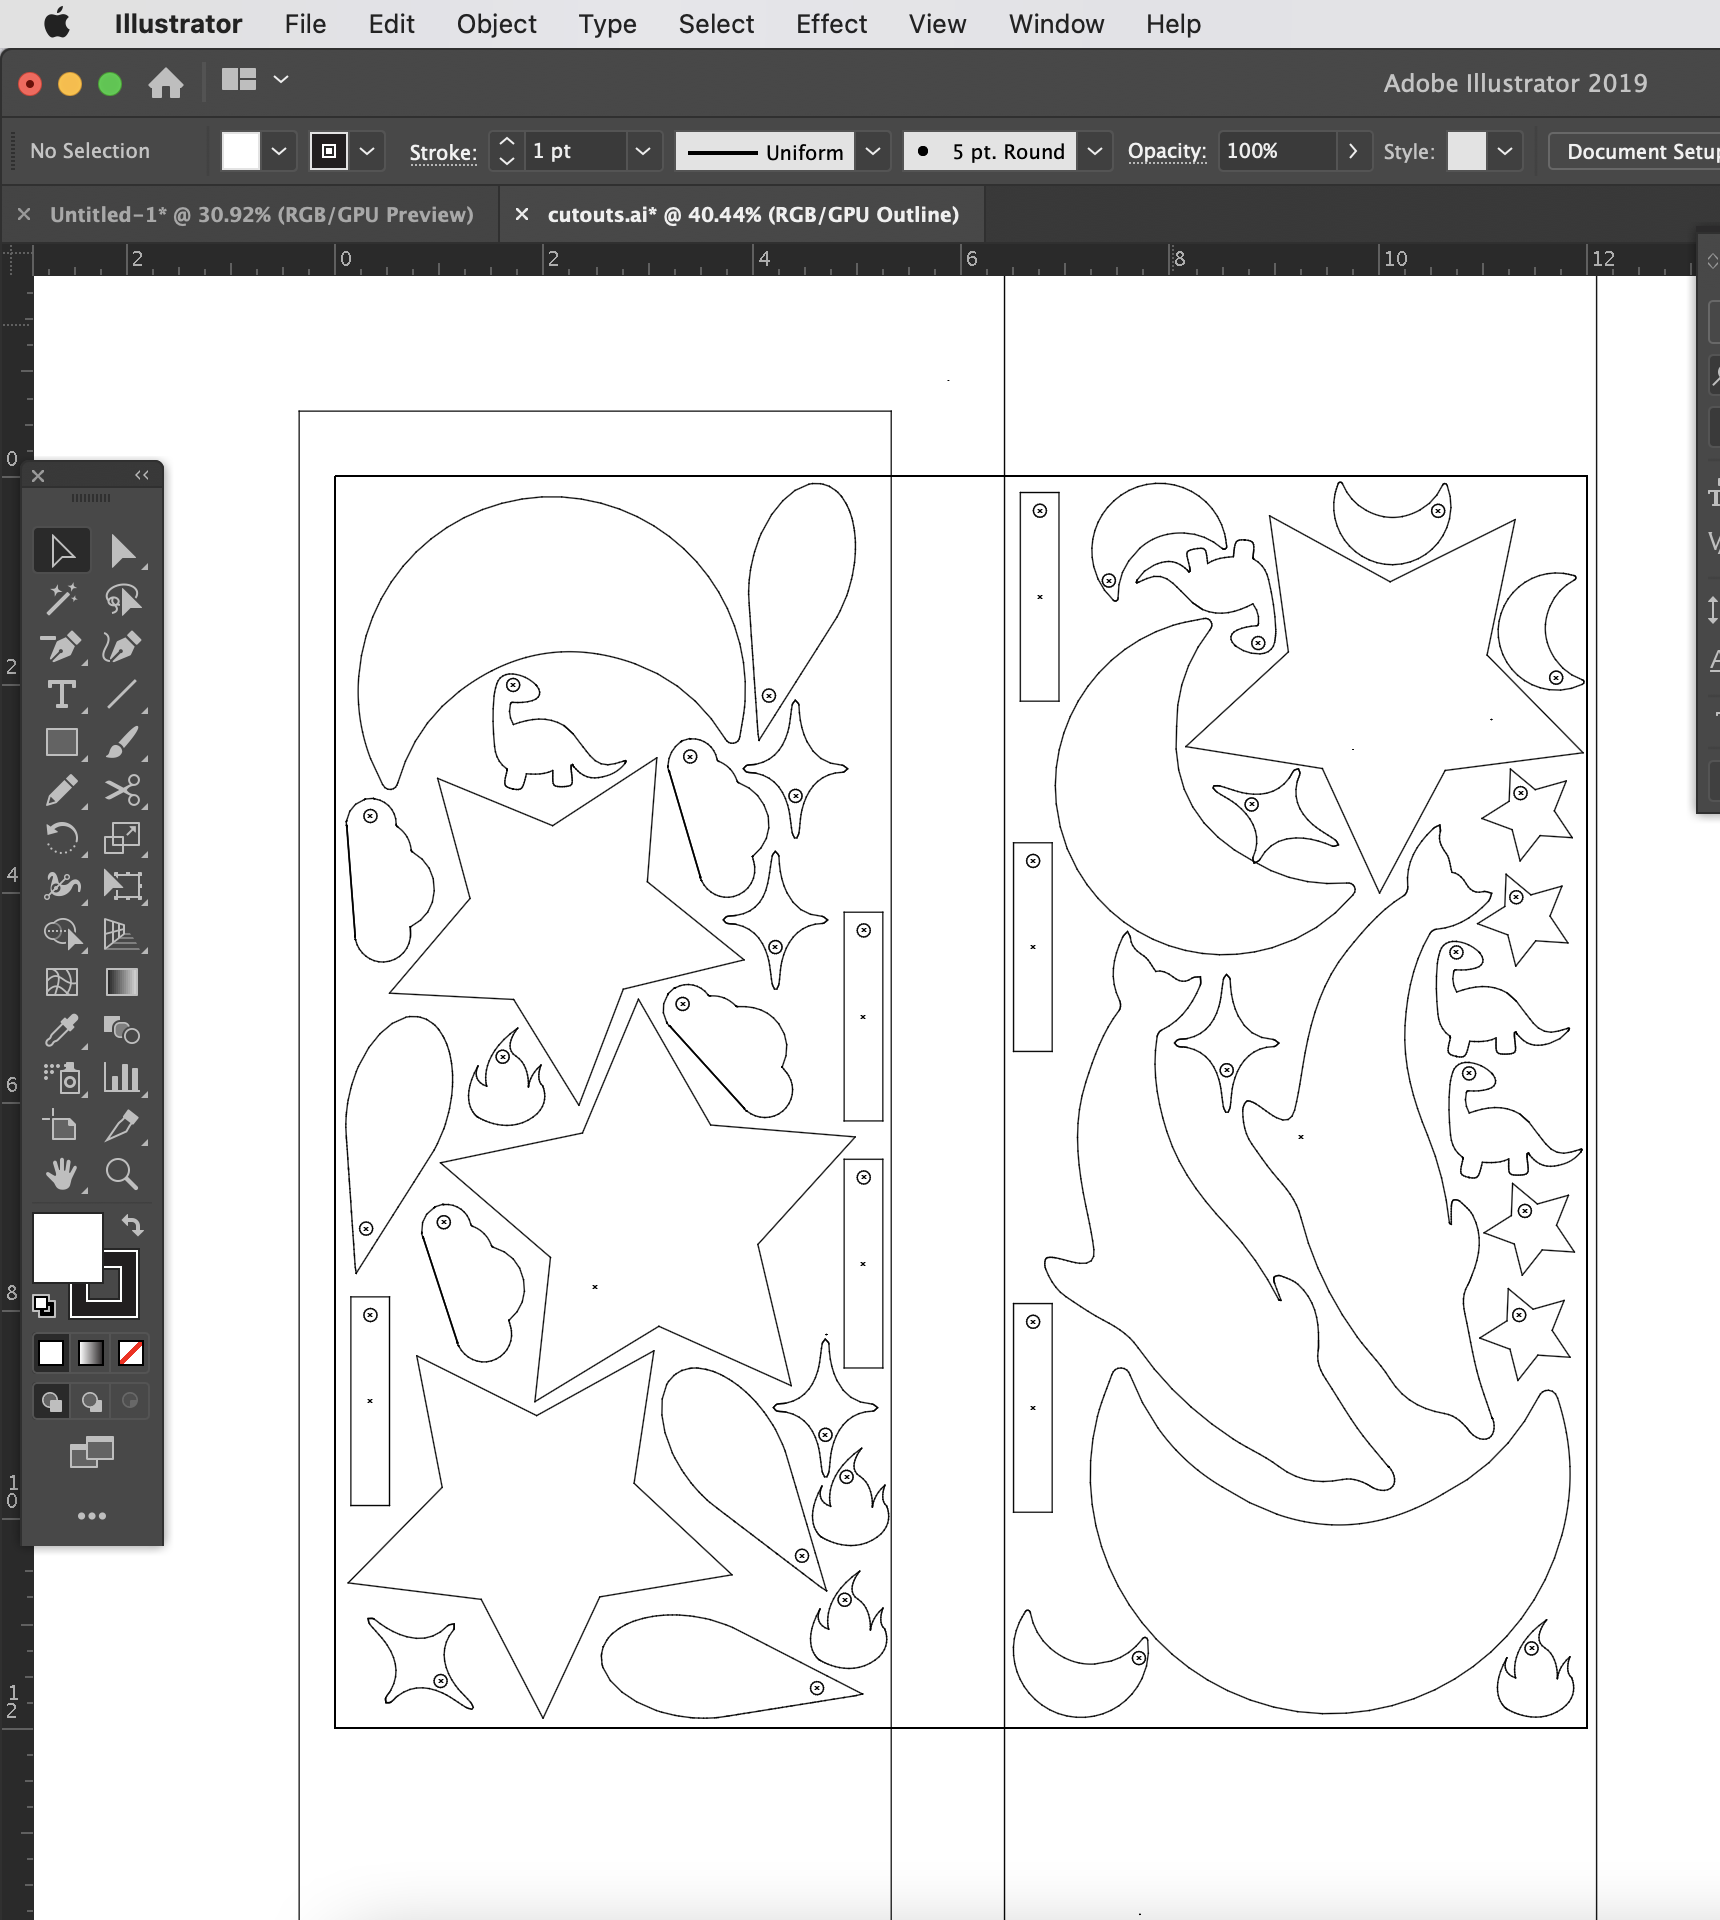 Illustrator File Edit Object Type Select Effect View Window Help
Adobe Illustrator 2019
No Selection Stroke: 1 pt Uniform 5 pt. Round Opacity: 100% Style: Document Setup
Untitled-1* @ 30.92% (RGB/GPU Preview) cutouts.ai* @ 40.44% (RGB/GPU Outline)
2 0 2 4 6 8 10 12
0
2
4
6
8
10
12